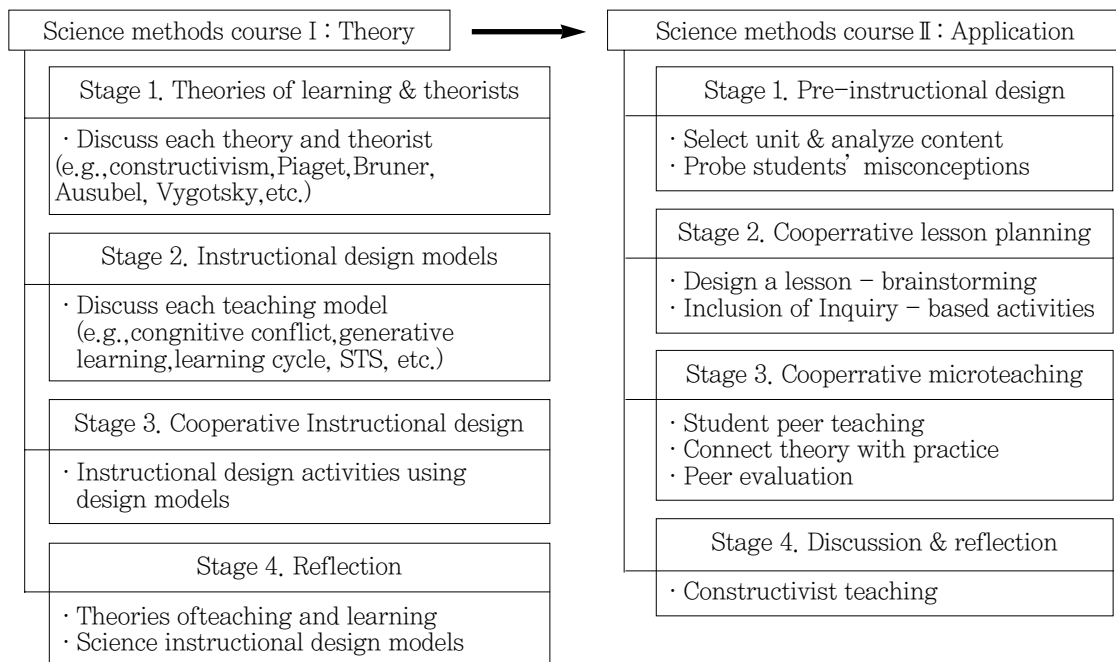 Science methods course Ⅰ : Theory
Stage 1. Theories of learning & theorists
· Discuss each theory and theorist
(e.g.,constructivism,Piaget,Bruner,
Ausubel, Vygotsky,etc.)
Stage 2. Instructional design models
· Discuss each teaching model
(e.g.,congnitive conflict,generative
learning,learning cycle, STS, etc.)
Stage 3. Cooperative Instructional design
· Instructional design activities using
design models
Stage 4. Reflection
· Theories ofteaching and learning
· Science instructional design models
Science methods course Ⅱ : Application
Stage 1. Pre-instructional design
· Select unit & analyze content
· Probe students’ misconceptions
Stage 2. Cooperrative lesson planning
· Design a lesson - brainstorming
· Inclusion of Inquiry - based activities
Stage 3. Cooperrative microteaching
· Student peer teaching
· Connect theory with practice
· Peer evaluation
Stage 4. Discussion & reflection
· Constructivist teaching